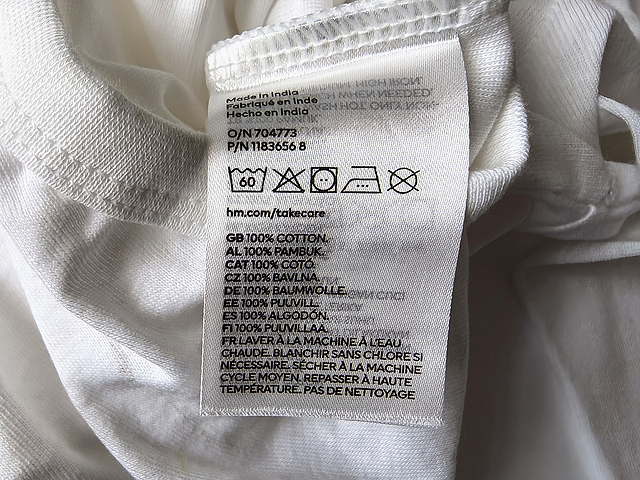 Made in India
Fabriqué en Inde
Hecho en India
O/N 704773
P/N 1183656 8
60
hm.com/takecare
GB 100% COTTON.
AL 100% PAMBUK.
CAT 100% COTÓ.
CZ 100% BAVLNA.
DE 100% BAUMWOLLE.
EE 100% PUUVILL.
ES 100% ALGODÓN.
FI 100% PUUVILLAA.
FR LAVER À LA MACHINE À L'EAU
CHAUDE. BLANCHIR SANS CHLORE SI
NÉCESSAIRE. SÉCHER À LA MACHINE
CYCLE MOYEN. REPASSER À HAUTE
TEMPÉRATURE. PAS DE NETTOYAGE